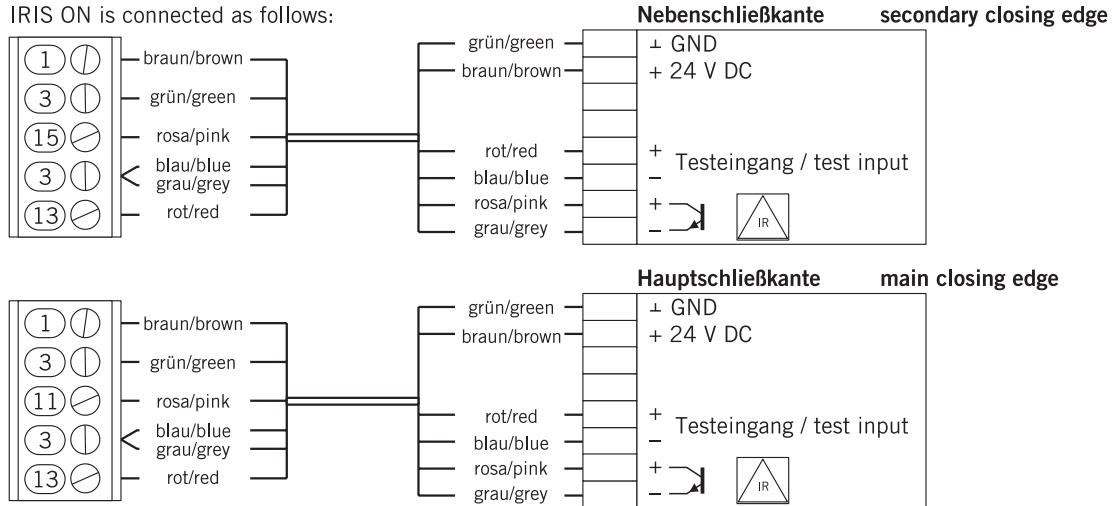 IRIS ON is connected as follows:
Nebenschließkante secondary closing edge
1 braun/brown
3 grün/green
15 rosa/pink
3 blau/blue
grau/grey
13 rot/red
grün/green ⊥ GND
braun/brown + 24 V DC
rot/red +
Testeingang / test input
blau/blue –
rosa/pink +
grau/grey –
IR
Hauptschließkante main closing edge
1 braun/brown
3 grün/green
11 rosa/pink
3 blau/blue
grau/grey
13 rot/red
grün/green ⊥ GND
braun/brown + 24 V DC
rot/red +
Testeingang / test input
blau/blue –
rosa/pink +
grau/grey –
IR